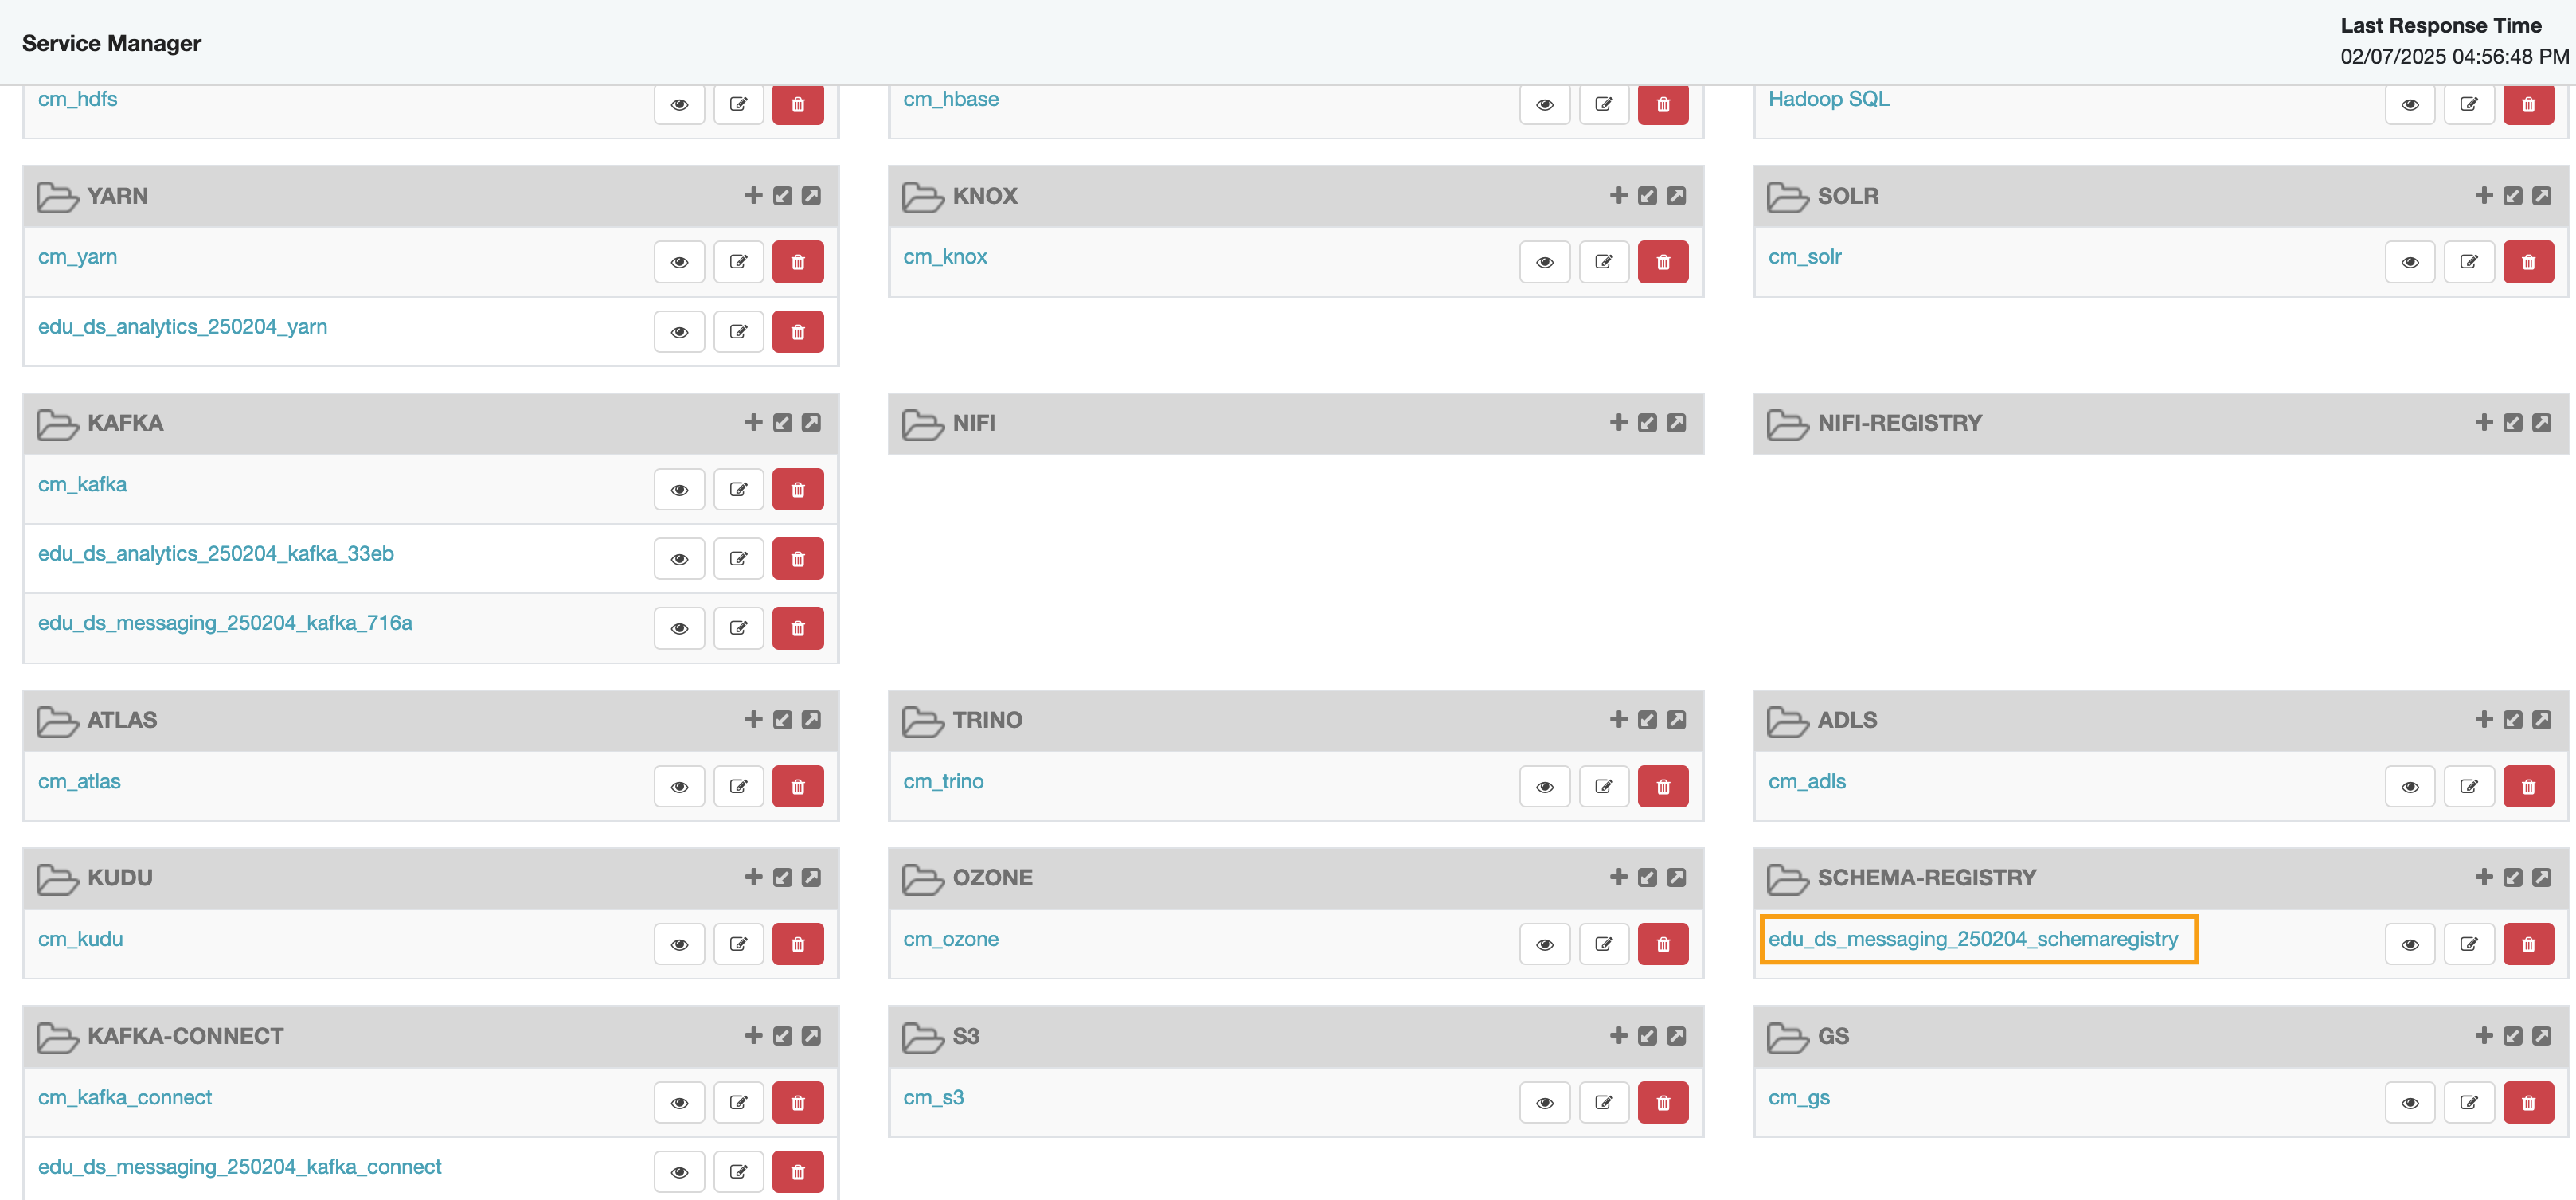 Service Manager
Last Response Time
02/07/2025 04:56:48 PM
cm_hdfs
cm_hbase
Hadoop SQL
YARN
KNOX
SOLR
cm_yarn
cm_knox
cm_solr
edu_ds_analytics_250204_yarn
KAFKA
NIFI
NIFI-REGISTRY
cm_kafka
edu_ds_analytics_250204_kafka_33eb
edu_ds_messaging_250204_kafka_716a
ATLAS
TRINO
ADLS
cm_atlas
cm_trino
cm_adls
KUDU
OZONE
SCHEMA-REGISTRY
cm_kudu
cm_ozone
edu_ds_messaging_250204_schemaregistry
KAFKA-CONNECT
S3
GS
cm_kafka_connect
cm_s3
cm_gs
edu_ds_messaging_250204_kafka_connect